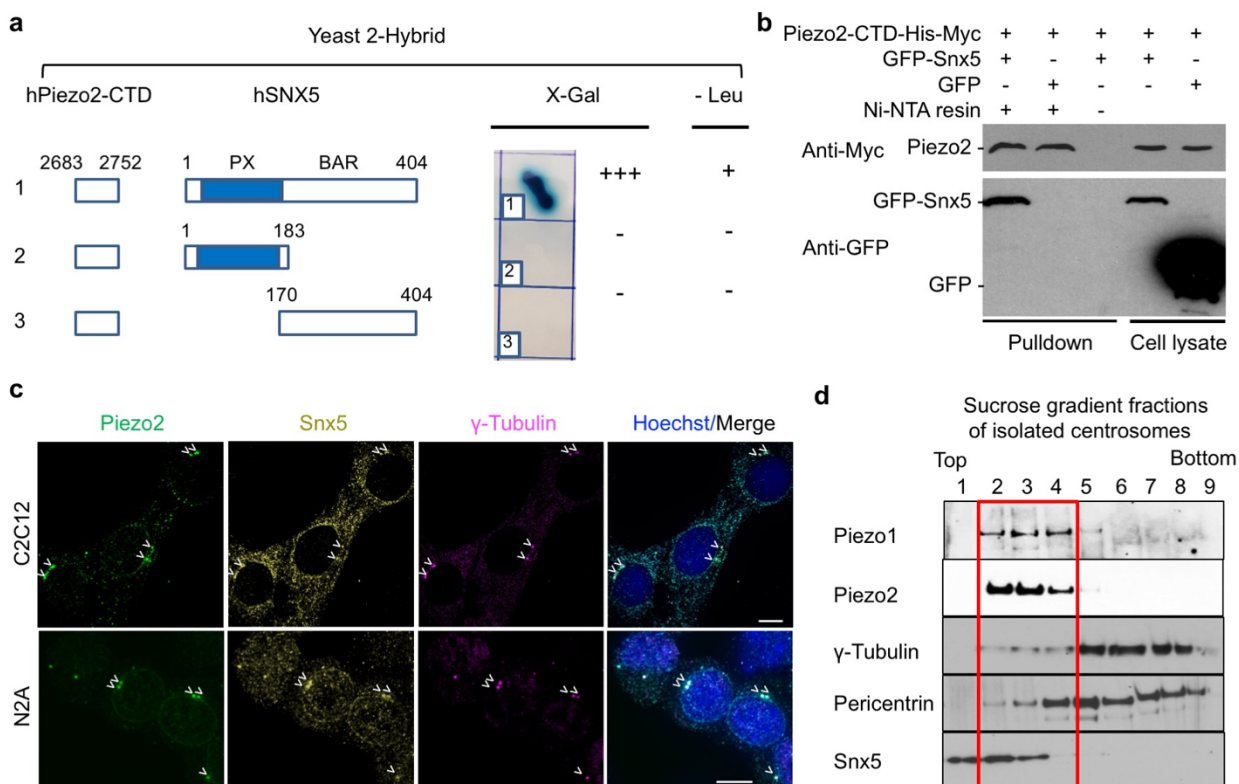 a
Yeast 2-Hybrid
hPiezo2-CTD hSNX5 X-Gal - Leu
2683 2752 1 PX BAR 404
1 +++ +
1
1 183
2 - -
2
170 404
3 - -
3
b
Piezo2-CTD-His-Myc + + + + +
GFP-Snx5 + - + + -
GFP - + - - +
Ni-NTA resin + + -
Anti-Myc Piezo2
GFP-Snx5
Anti-GFP
GFP
Pulldown Cell lysate
c
Piezo2 Snx5 γ-Tubulin Hoechst/Merge
C2C12
N2A
d
Sucrose gradient fractions
of isolated centrosomes
Top Bottom
1 2 3 4 5 6 7 8 9
Piezo1
Piezo2
γ-Tubulin
Pericentrin
Snx5